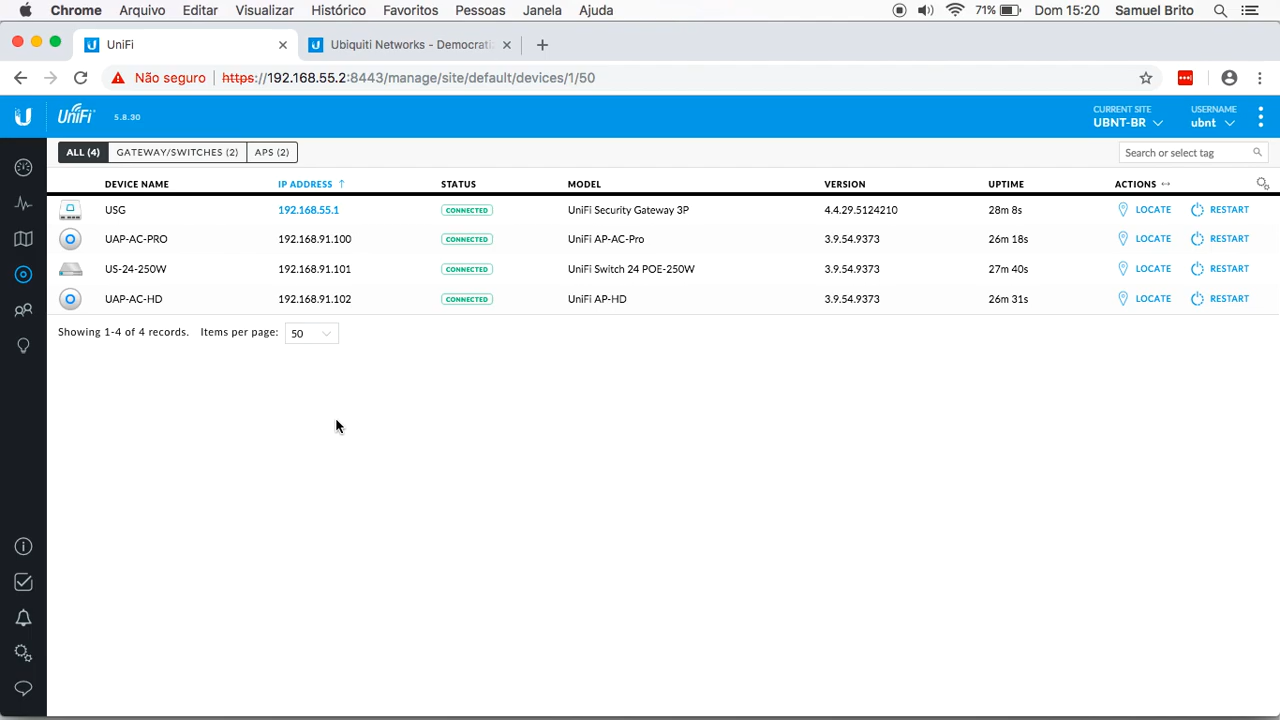 Chrome Arquivo Editar Visualizar Histórico Favoritos Pessoas Janela Ajuda 71% Dom 15:20 Samuel Brito
UniFi Ubiquiti Networks - Democrati
Não seguro https://192.168.55.2:8443/manage/site/default/devices/1/50
UniFi 5.8.30 CURRENT SITE USERNAME
UBNT-BR ubnt
ALL (4) GATEWAY/SWITCHES (2) APS (2) Search or select tag
DEVICE NAME IP ADDRESS ↑ STATUS MODEL VERSION UPTIME ACTIONS ↔
USG 192.168.55.1 CONNECTED UniFi Security Gateway 3P 4.4.29.5124210 28m 8s LOCATE RESTART
UAP-AC-PRO 192.168.91.100 CONNECTED UniFi AP-AC-Pro 3.9.54.9373 26m 18s LOCATE RESTART
US-24-250W 192.168.91.101 CONNECTED UniFi Switch 24 POE-250W 3.9.54.9373 27m 40s LOCATE RESTART
UAP-AC-HD 192.168.91.102 CONNECTED UniFi AP-HD 3.9.54.9373 26m 31s LOCATE RESTART
Showing 1-4 of 4 records. Items per page: 50